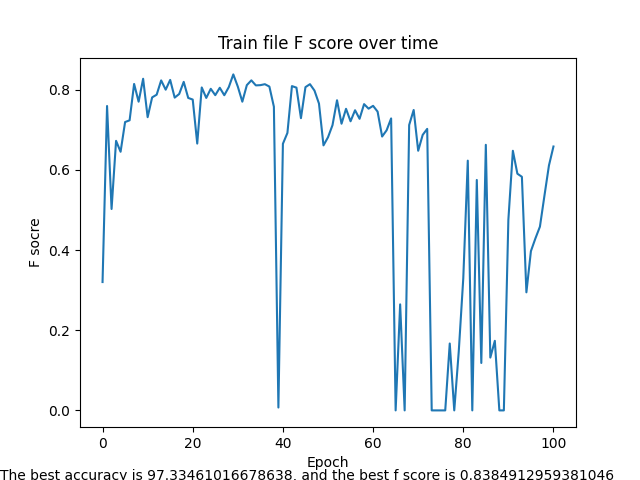 Train file F score over time
0.8
0.6
0.4
0.2
0.0
F socre
0 20 40 60 80 100
Epoch
The best accuracy is 97.33461016678638, and the best f score is 0.8384912959381046